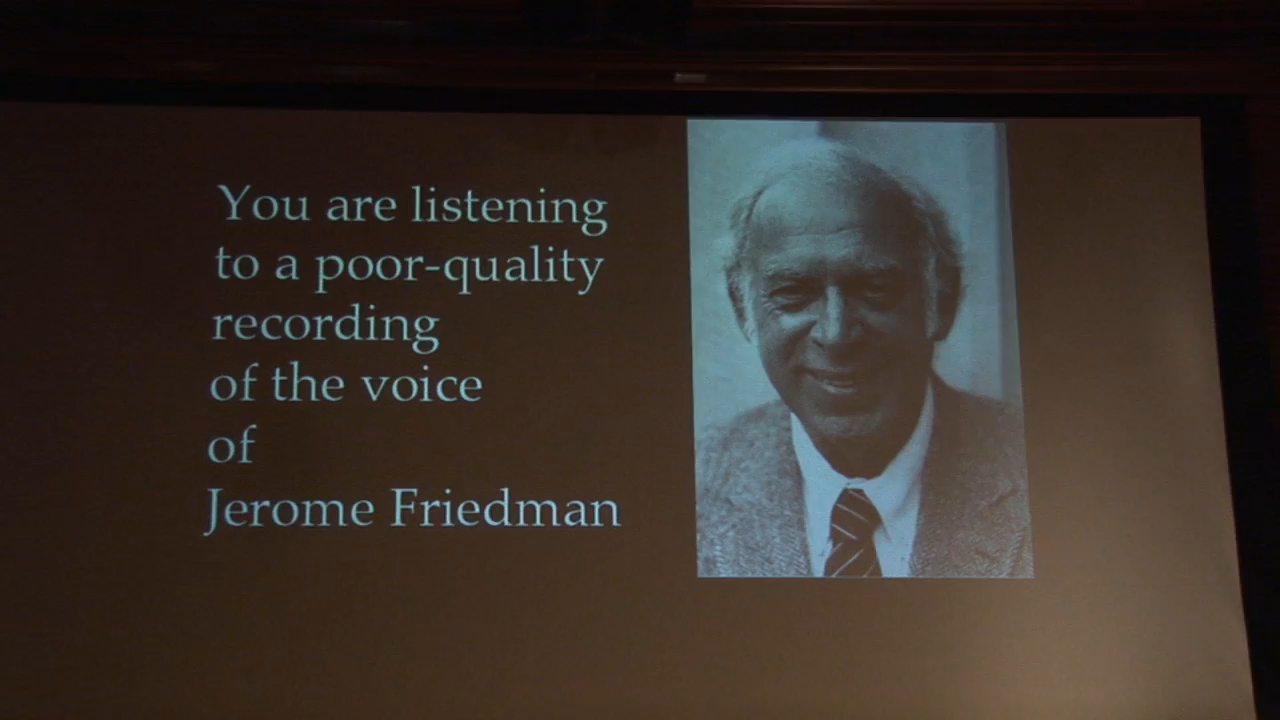 You are listening
to a poor-quality
recording
of the voice
of
Jerome Friedman